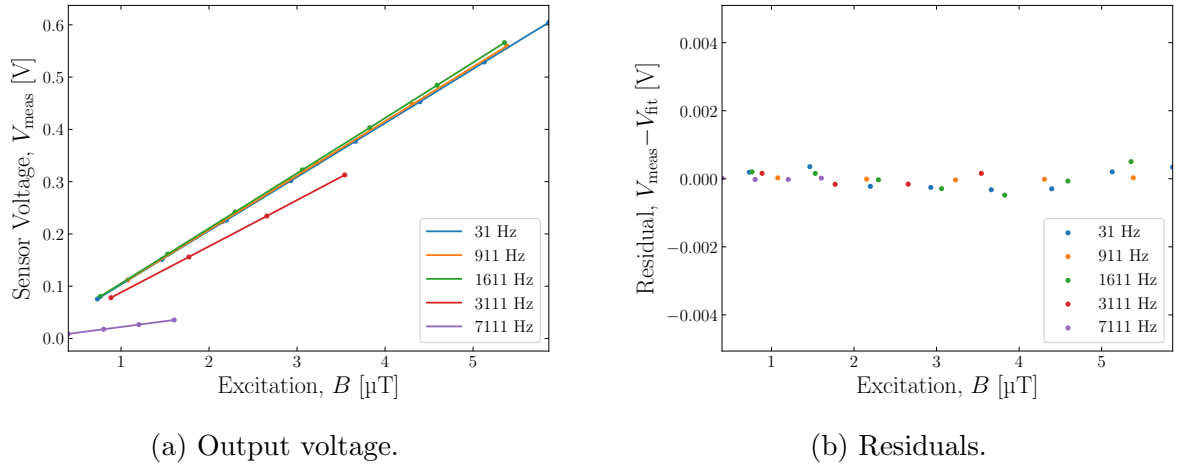 0.6
0.5
0.4
0.3
0.2
0.1
0.0
Sensor Voltage, V_meas [V]
1 2 3 4 5
Excitation, B [µT]
31 Hz
911 Hz
1611 Hz
3111 Hz
7111 Hz
(a) Output voltage.
0.004
0.002
0.000
−0.002
−0.004
Residual, V_meas−V_fit [V]
1 2 3 4 5
Excitation, B [µT]
31 Hz
911 Hz
1611 Hz
3111 Hz
7111 Hz
(b) Residuals.